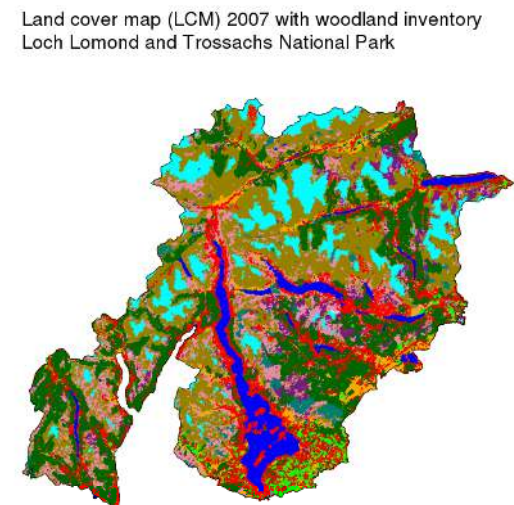 Land cover map (LCM) 2007 with woodland inventory
Loch Lomond and Trossachs National Park